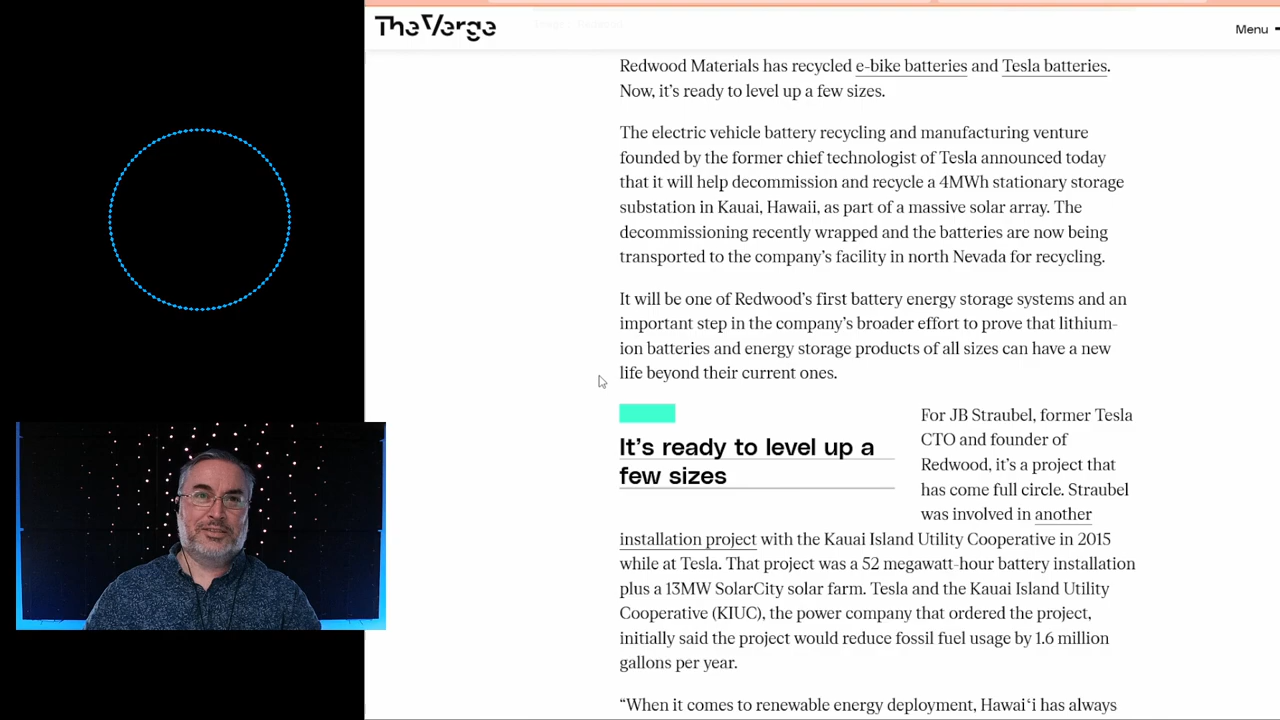 The Verge
Menu
Redwood Materials has recycled e-bike batteries and Tesla batteries.
Now, it's ready to level up a few sizes.
The electric vehicle battery recycling and manufacturing venture
founded by the former chief technologist of Tesla announced today
that it will help decommission and recycle a 4MWh stationary storage
substation in Kauai, Hawaii, as part of a massive solar array. The
decommissioning recently wrapped and the batteries are now being
transported to the company's facility in north Nevada for recycling.
It will be one of Redwood's first battery energy storage systems and an
important step in the company's broader effort to prove that lithium-
ion batteries and energy storage products of all sizes can have a new
life beyond their current ones.
It's ready to level up a
few sizes
For JB Straubel, former Tesla
CTO and founder of
Redwood, it's a project that
has come full circle. Straubel
was involved in another
installation project with the Kauai Island Utility Cooperative in 2015
while at Tesla. That project was a 52 megawatt-hour battery installation
plus a 13MW SolarCity solar farm. Tesla and the Kauai Island Utility
Cooperative (KIUC), the power company that ordered the project,
initially said the project would reduce fossil fuel usage by 1.6 million
gallons per year.
“When it comes to renewable energy deployment, Hawaiʻi has always